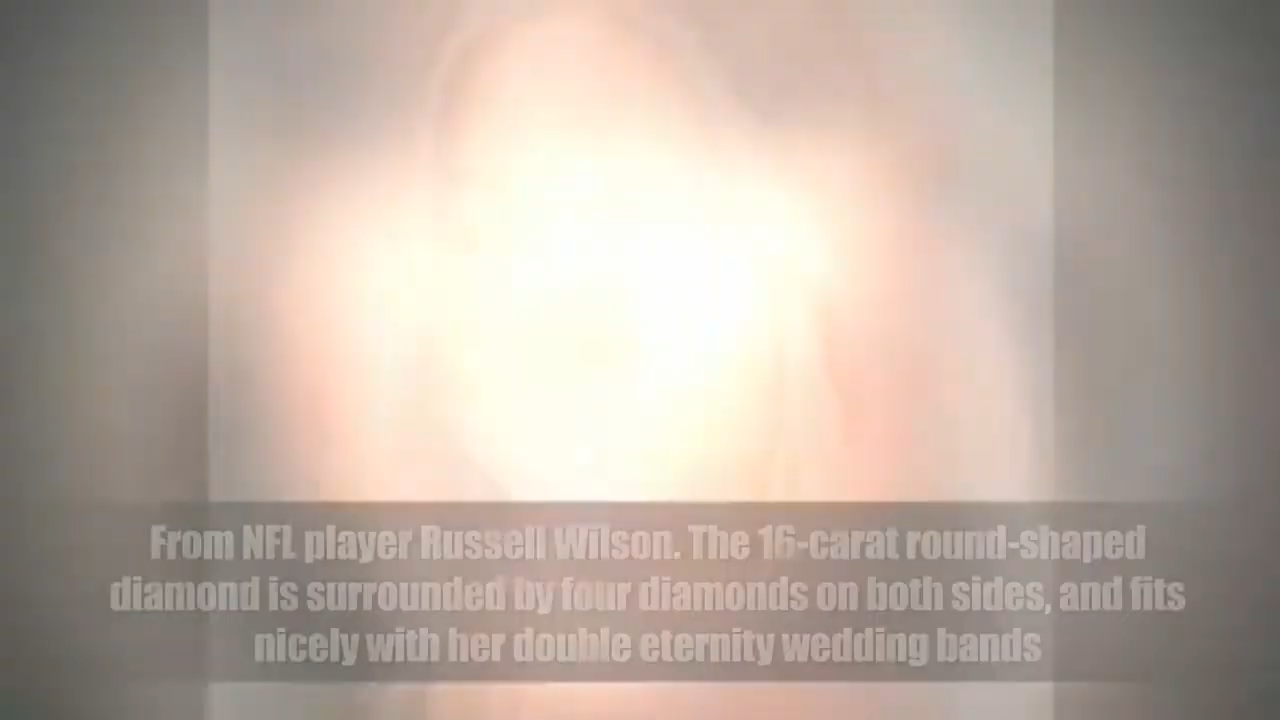 From NFL player Russell Wilson. The 16-carat round-shaped
diamond is surrounded by four diamonds on both sides, and fits
nicely with her double eternity wedding bands